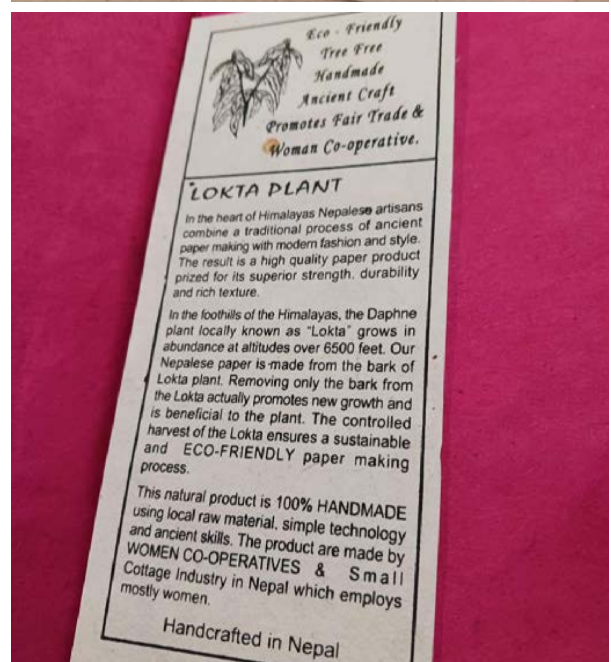 Eco - Friendly
Tree Free
Handmade
Ancient Craft
Promotes Fair Trade &
Woman Co-operative.
LOKTA PLANT
In the heart of Himalayas Nepalese artisans
combine a traditional process of ancient
paper making with modern fashion and style.
The result is a high quality paper product
prized for its superior strength, durability
and rich texture.
In the foothills of the Himalayas, the Daphne
plant locally known as "Lokta" grows in
abundance at altitudes over 6500 feet. Our
Nepalese paper is made from the bark of
Lokta plant. Removing only the bark from
the Lokta actually promotes new growth and
is beneficial to the plant. The controlled
harvest of the Lokta ensures a sustainable
and ECO-FRIENDLY paper making
process.
This natural product is 100% HANDMADE
using local raw material, simple technology
and ancient skills. The product are made by
WOMEN CO-OPERATIVES & Small
Cottage Industry in Nepal which employs
mostly women.
Handcrafted in Nepal